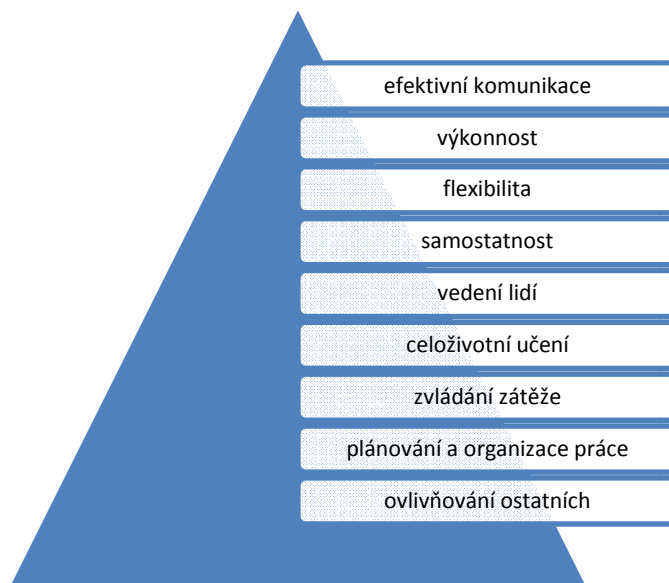 efektivní komunikace
výkonnost
flexibilita
samostatnost
vedení lidí
celoživotní učení
zvládání zátěže
plánování a organizace práce
ovlivňování ostatních